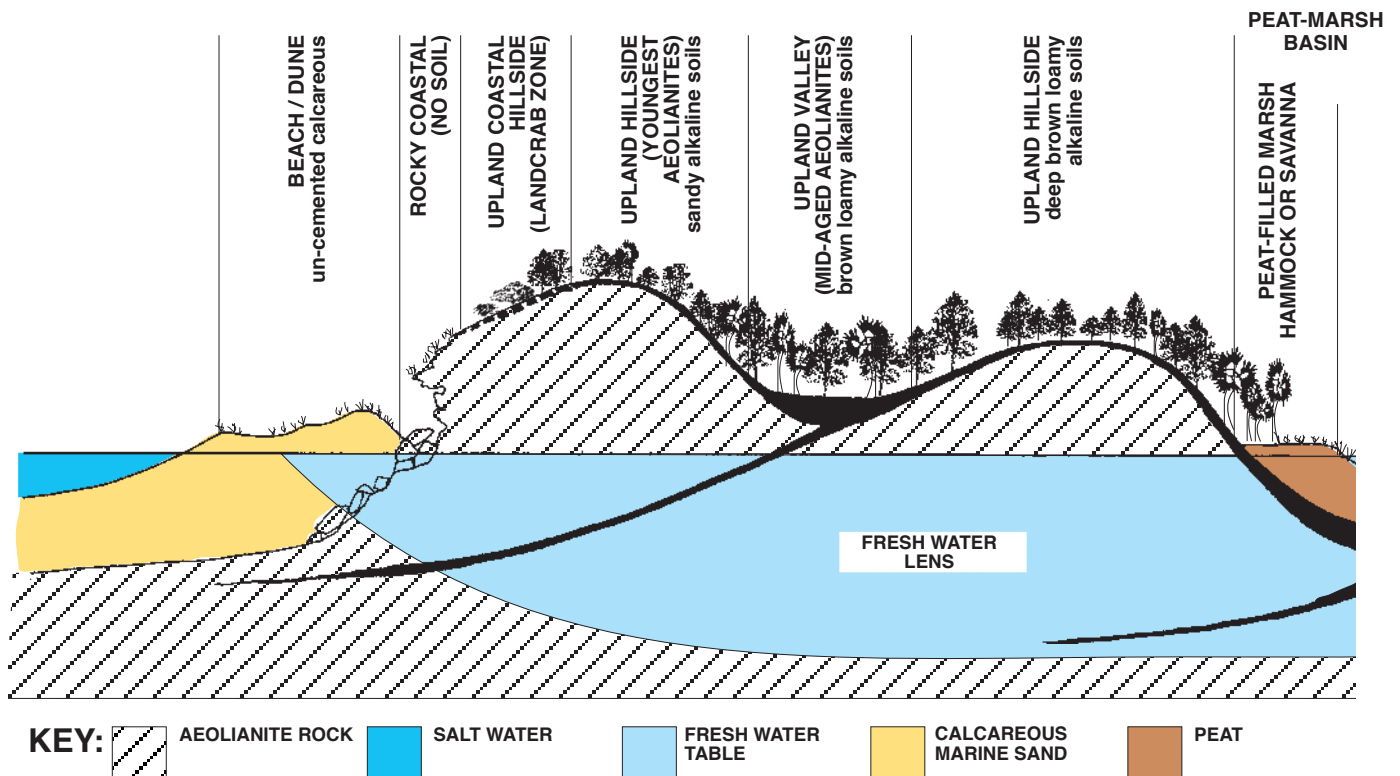 BEACH / DUNE
un-cemented calcareous
ROCKY COASTAL
(NO SOIL)
UPLAND COASTAL
HILLSIDE
(LANDCRAB ZONE)
UPLAND HILLSIDE
(YOUNGEST
AEOLIANITES)
sandy alkaline soils
UPLAND VALLEY
(MID-AGED AEOLIANITES)
brown loamy alkaline soils
UPLAND HILLSIDE
deep brown loamy
alkaline soils
PEAT-MARSH
BASIN
PEAT-FILLED MARSH
HAMMOCK OR SAVANNA
FRESH WATER
LENS
KEY:
AEOLIANITE ROCK
SALT WATER
FRESH WATER
TABLE
CALCAREOUS
MARINE SAND
PEAT